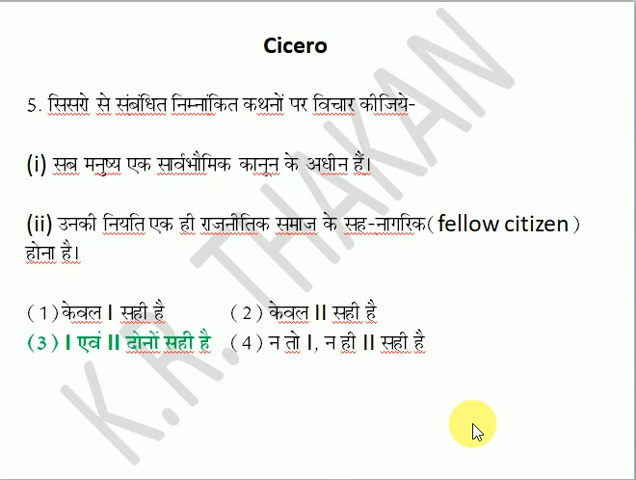 Cicero
5. सिसरो से संबंधित निम्नांकित कथनों पर विचार कीजिये-
(i) सब मनुष्य एक सार्वभौमिक कानून के अधीन हैं।
(ii) उनकी नियति एक ही राजनीतिक समाज के सह-नागरिक( fellow citizen )
होना है।
(1)केवल I सही है (2) केवल II सही है
(3) I एवं II दोनों सही है (4) न तो I, न ही II सही है
K.R. THAKAN